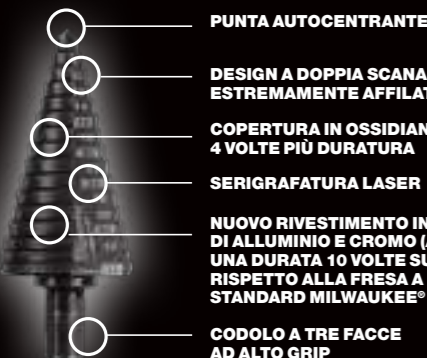 PUNTA AUTOCENTRANTE
DESIGN A DOPPIA SCANA
ESTREMAMENTE AFFILAT
COPERTURA IN OSSIDIAN
4 VOLTE PIÙ DURATURA
SERIGRAFATURA LASER
NUOVO RIVESTIMENTO IN
DI ALLUMINIO E CROMO (A
UNA DURATA 10 VOLTE SU
RISPETTO ALLA FRESA A
STANDARD MILWAUKEE®
CODOLO A TRE FACCE
AD ALTO GRIP